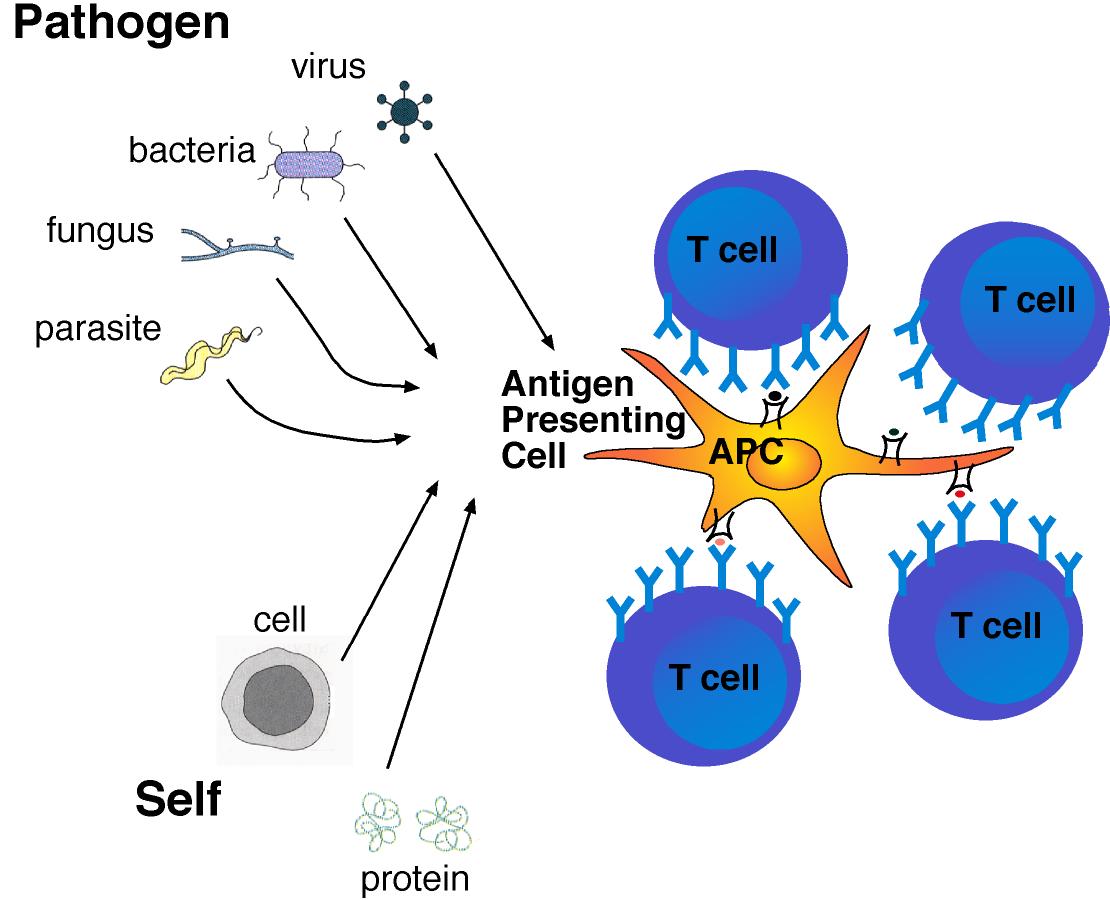 Pathogen
virus
bacteria
fungus
parasite
T cell
T cell
Antigen
Presenting
Cell
APC
cell
T cell
T cell
Self
protein